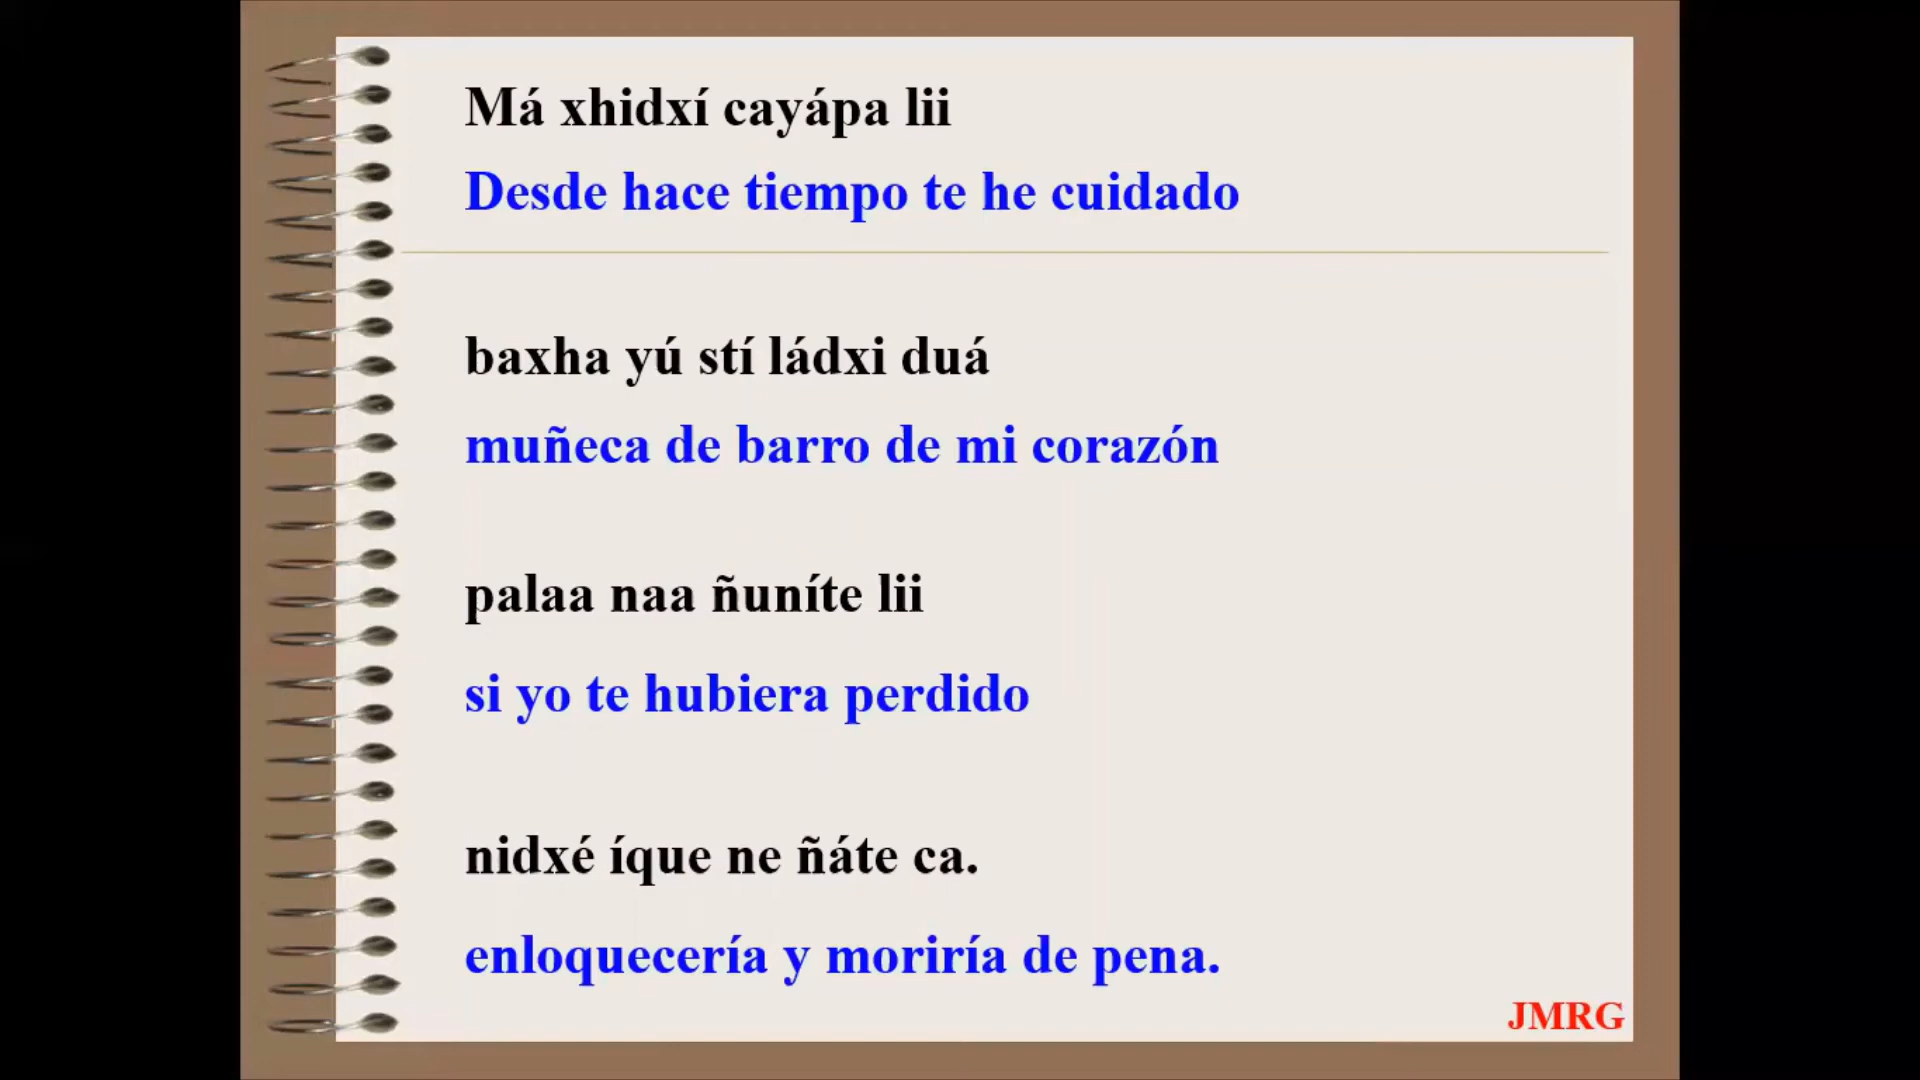 Má xhidxí cayápa lii
Desde hace tiempo te he cuidado
baxha yú stí ládxi duá
muñeca de barro de mi corazón
palaa naa ñuníte lii
si yo te hubiera perdido
nidxé íque ne ñáte ca.
enloquecería y moriría de pena.
JMRG